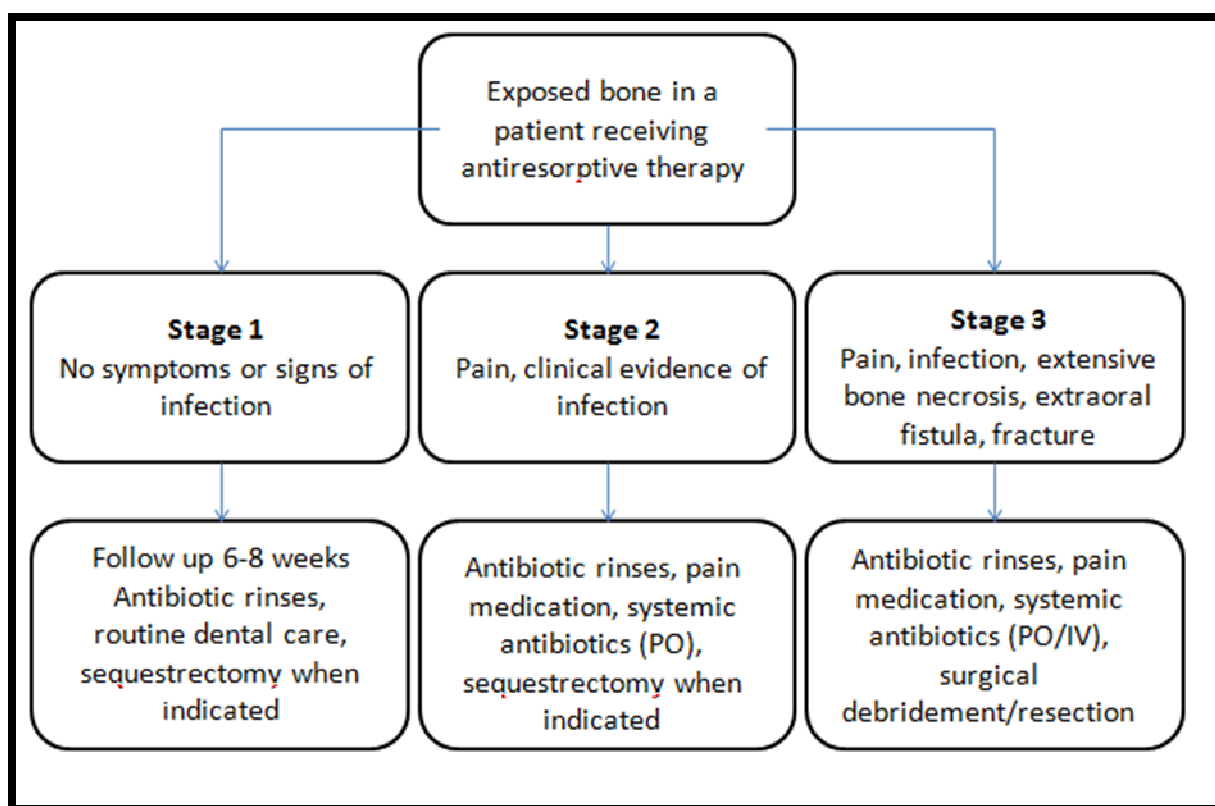 Exposed bone in a
patient receiving
antiresorptive therapy
Stage 1
No symptoms or signs of
infection
Stage 2
Pain, clinical evidence of
infection
Stage 3
Pain, infection, extensive
bone necrosis, extraoral
fistula, fracture
Follow up 6-8 weeks
Antibiotic rinses,
routine dental care,
sequestrectomy when
indicated
Antibiotic rinses, pain
medication, systemic
antibiotics (PO),
sequestrectomy when
indicated
Antibiotic rinses, pain
medication, systemic
antibiotics (PO/IV),
surgical
debridement/resection